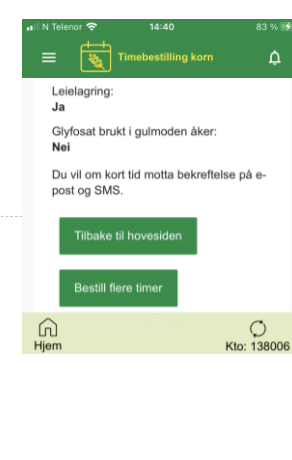 N Telenor 14:40 83 %
Timebestilling korn
Leielagring:
Ja
Glyfosat brukt i gulmoden åker:
Nei
Du vil om kort tid motta bekreftelse på e-
post og SMS.
Tilbake til hovesiden
Bestill flere timer
Hjem Kto: 138006